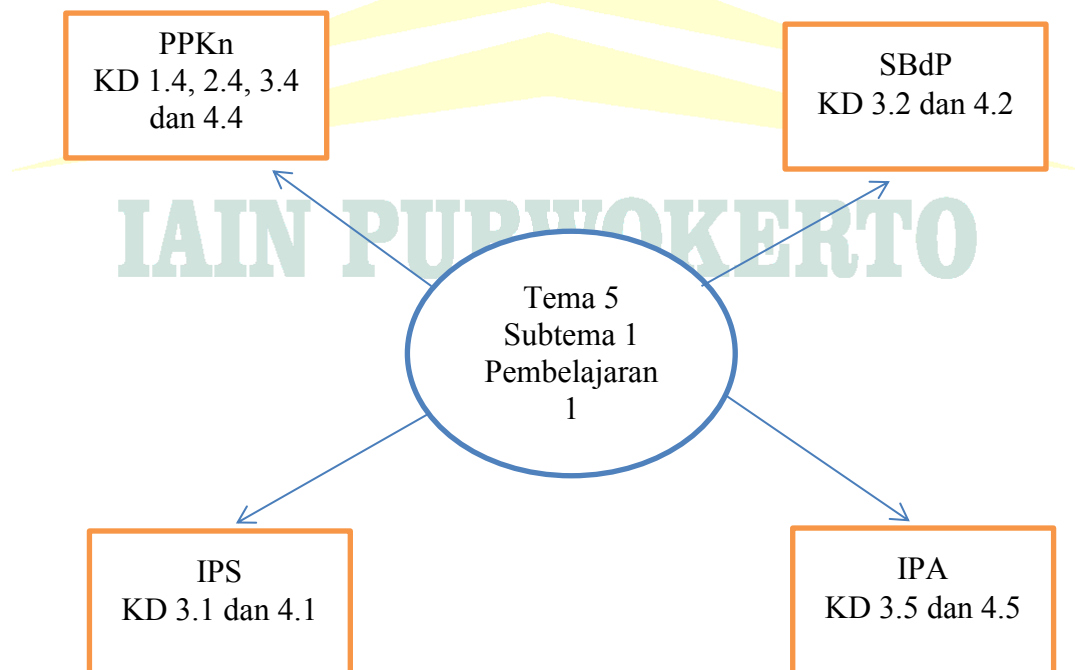 PPKn
KD 1.4, 2.4, 3.4
dan 4.4
SBdP
KD 3.2 dan 4.2
IAIN PURWOKERTO
Tema 5
Subtema 1
Pembelajaran
1
IPS
KD 3.1 dan 4.1
IPA
KD 3.5 dan 4.5